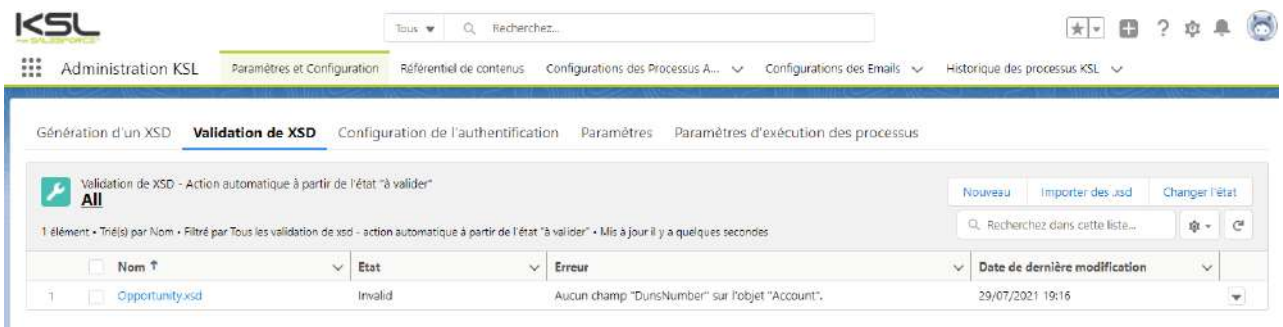 KSL
FOR SALESFORCE
Tous Recherchez...
Administration KSL Paramètres et Configuration Référentiel de contenus Configurations des Processus A... Configurations des Emails Historique des processus KSL
Génération d'un XSD Validation de XSD Configuration de l'authentification Paramètres Paramètres d'exécution des processus
Validation de XSD - Action automatique à partir de l'état "à valider"
All
Nouveau Importer des .xsd Changer l'état
1 élément • Trié(s) par Nom • Filtré par Tous les validation de xsd - action automatique à partir de l'état "à valider" • Mis à jour il y a quelques secondes
Recherchez dans cette liste...
Nom ↑ Etat Erreur Date de dernière modification
1 Opportunity.xsd Invalid Aucun champ "DunsNumber" sur l'objet "Account". 29/07/2021 19:16